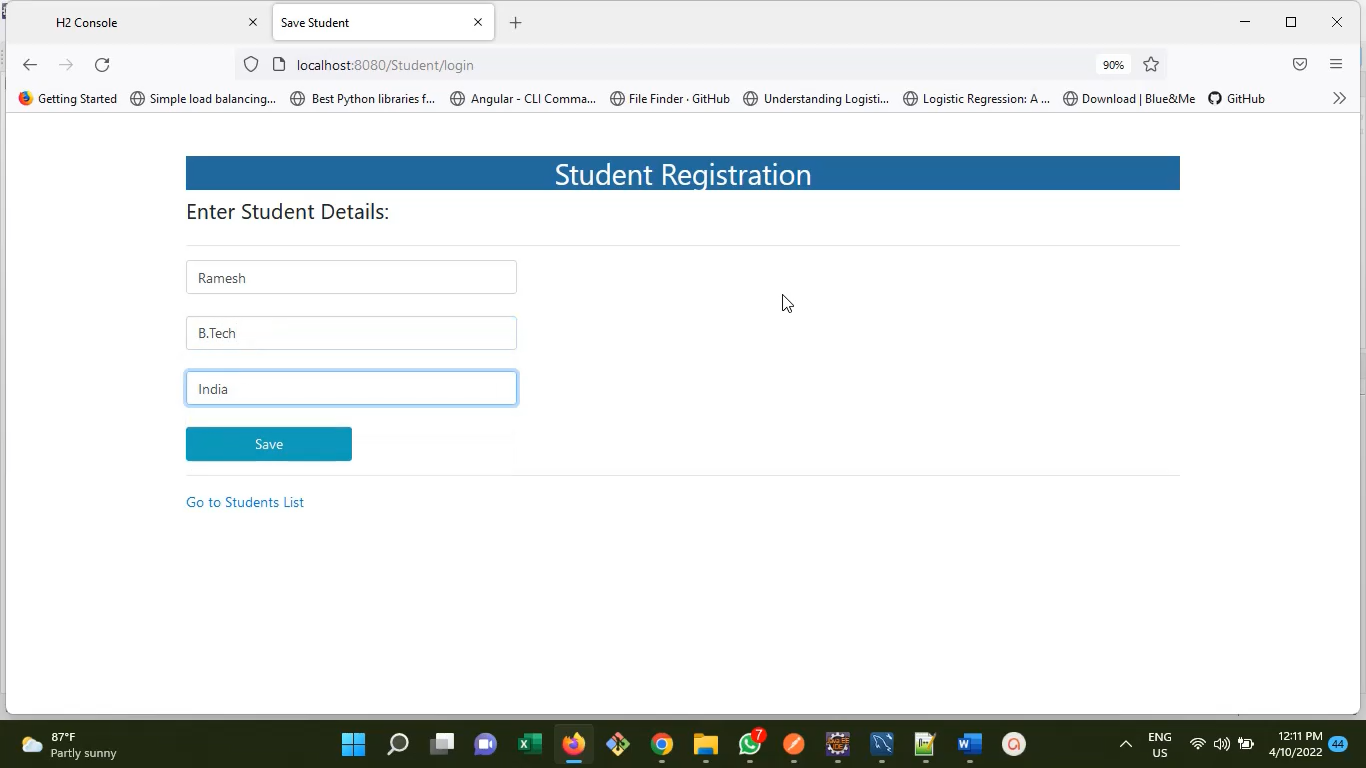 H2 Console
Save Student
localhost:8080/Student/login
90%
Getting Started
Simple load balancing...
Best Python libraries f...
Angular - CLI Comma...
File Finder · GitHub
Understanding Logisti...
Logistic Regression: A ...
Download | Blue&Me
GitHub
Student Registration
Enter Student Details:
Ramesh
B.Tech
India
Save
Go to Students List
87°F
Partly sunny
7
ENG
US
12:11 PM
4/10/2022
44